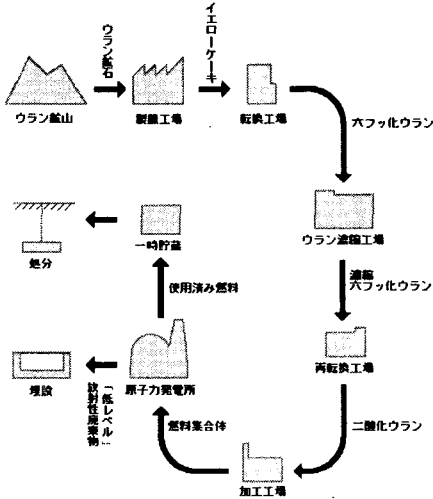 ウラン鉱石
イエローケーキ
ウラン鉱山
製錬工場
転換工場
六フッ化ウラン
ウラン濃縮工場
濃縮
六フッ化ウラン
再転換工場
二酸化ウラン
加工工場
燃料集合体
原子力発電所
使用済み燃料
一時貯蔵
処分
「低レベル…
放射性廃棄物
埋設